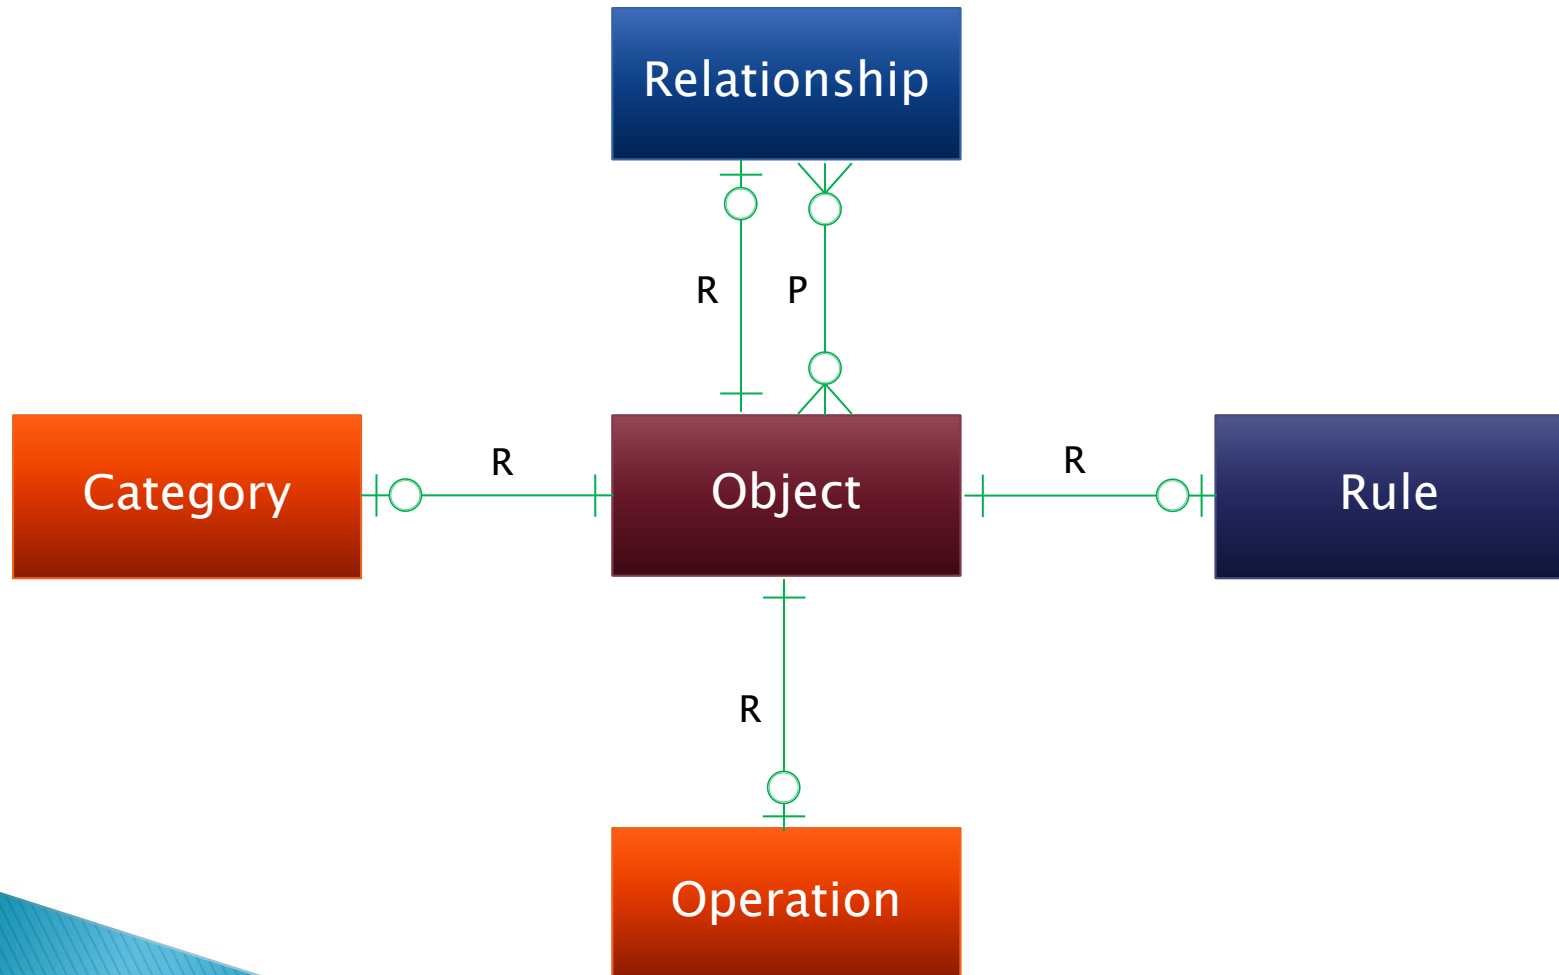 Relationship
R
P
Category
R
Object
R
Rule
R
Operation